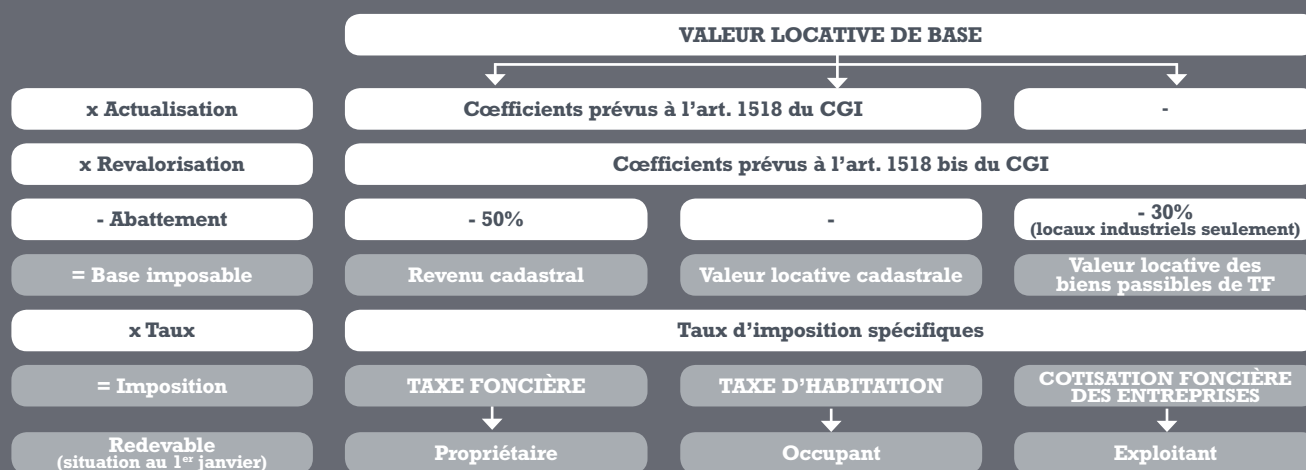 VALEUR LOCATIVE DE BASE
x Actualisation
Cœfficients prévus à l’art. 1518 du CGI
-
x Revalorisation
Cœfficients prévus à l’art. 1518 bis du CGI
- Abattement
- 50%
-
- 30%
(locaux industriels seulement)
= Base imposable
Revenu cadastral
Valeur locative cadastrale
Valeur locative des
biens passibles de TF
x Taux
Taux d’imposition spécifiques
= Imposition
TAXE FONCIÈRE
TAXE D’HABITATION
COTISATION FONCIÈRE
DES ENTREPRISES
Redevable
(situation au 1er janvier)
Propriétaire
Occupant
Exploitant